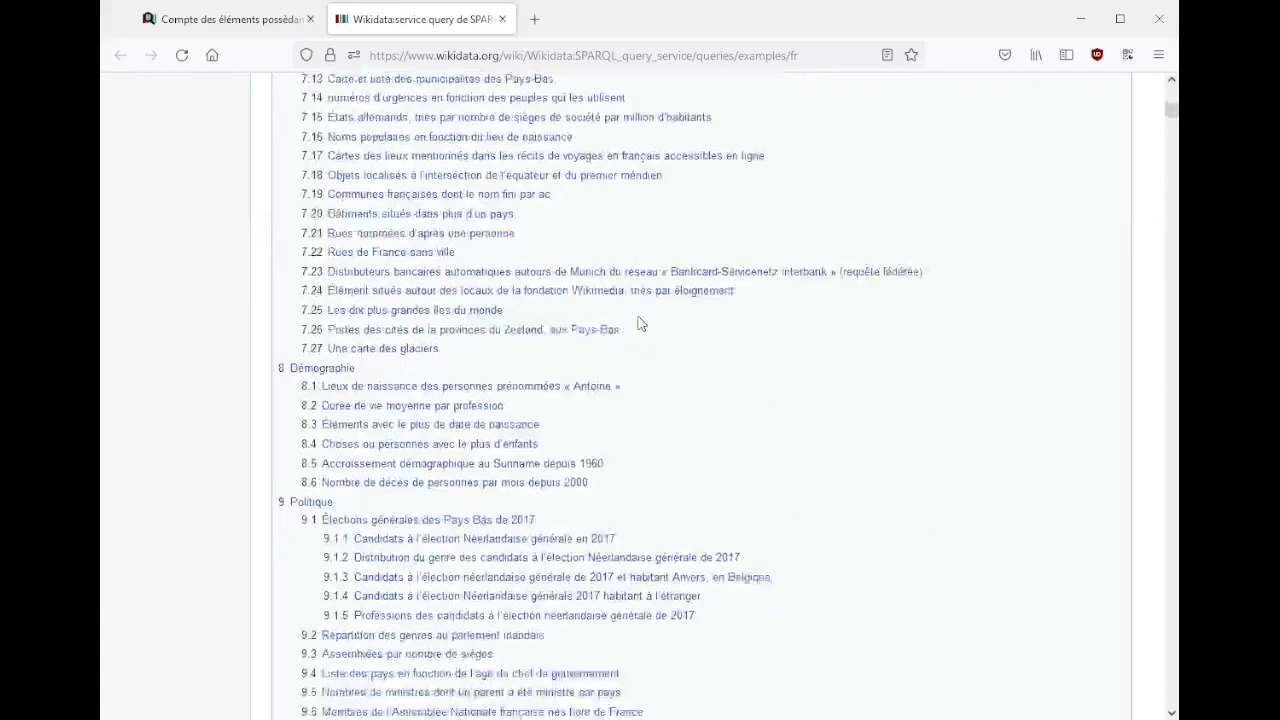 Compte des éléments possédan
Wikidata:service query de SPAR
https://www.wikidata.org/wiki/Wikidata:SPARQL_query_service/queries/examples/fr
7.13 Carte et liste des municipalités des Pays-Bas
7.14 numéros d'urgences en fonction des peuples qui les utilisent
7.15 États allemands, triés par nombre de sièges de société par million d'habitants
7.16 Noms populaires en fonction du lieu de naissance
7.17 Cartes des lieux mentionnés dans les récits de voyages en français accessibles en ligne
7.18 Objets localisés à l'intersection de l'équateur et du premier méridien
7.19 Communes françaises dont le nom fini par ac
7.20 Bâtiments situés dans plus d'un pays
7.21 Rues nommées d'après une personne
7.22 Rues de France sans ville
7.23 Distributeurs bancaires automatiques autours de Munich du réseau « Bankcard-Servicenetz interbank » (requête fédérée)
7.24 Élément situés autour des locaux de la fondation Wikimedia, triés par éloignement
7.25 Les dix plus grandes îles du monde
7.26 Pistes des cités de la provinces du Zeeland, aux Pays-Bas
7.27 Une carte des glaciers
8 Démographie
8.1 Lieux de naissance des personnes prénommées « Antoine »
8.2 Durée de vie moyenne par professio
8.3 Éléments avec le plus de date de naissance
8.4 Choses ou personnes avec le plus d'enfants
8.5 Accroissement démographique au Suriname depuis 1960
8.6 Nombre de décès de personnes par mois depuis 2000
9 Politique
9.1 Élections générales des Pays Bas de 2017
9.1.1 Candidats à l'élection Néerlandaise générale en 2017
9.1.2 Distribution du genre des candidats à l'élection Néerlandaise générale de 2017
9.1.3 Candidats à l'élection néerlandaise générale de 2017 et habitant Anvers, en Belgique
9.1.4 Candidats à l'élection Néerlandaise générale 2017 habitant à l'étranger
9.1.5 Professions des candidats à l'élection néerlandaise générale de 2017
9.2 Répartition des genres au parlement irlandais
9.3 Assemblées par nombre de sièges
9.4 Liste des pays en fonction de l'age du chef de gouvernement
9.5 Nombres de ministres dont un parent a été ministre par pays
9.6 Membres de l'Assemblée Nationale française nés hors de France